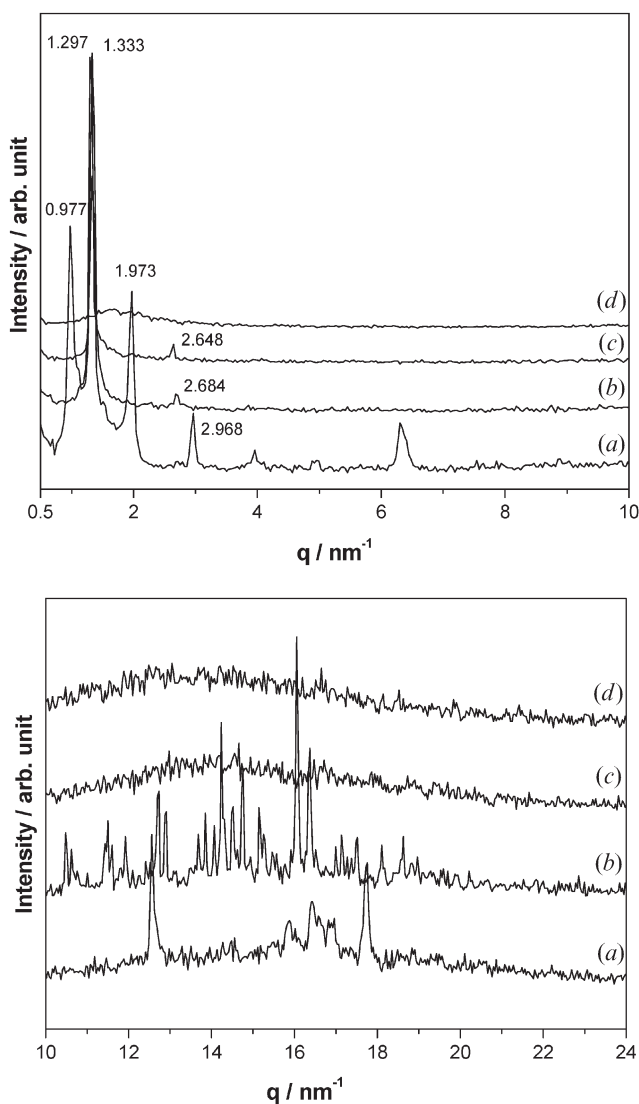 1.297 1.333
0.977
1.973
(d)
2.648
(c)
2.684
(b)
2.968
(a)
Intensity / arb. unit
0.5 2 4 6 8 10
q / nm⁻¹
(d)
(c)
(b)
(a)
Intensity / arb. unit
10 12 14 16 18 20 22 24
q / nm⁻¹